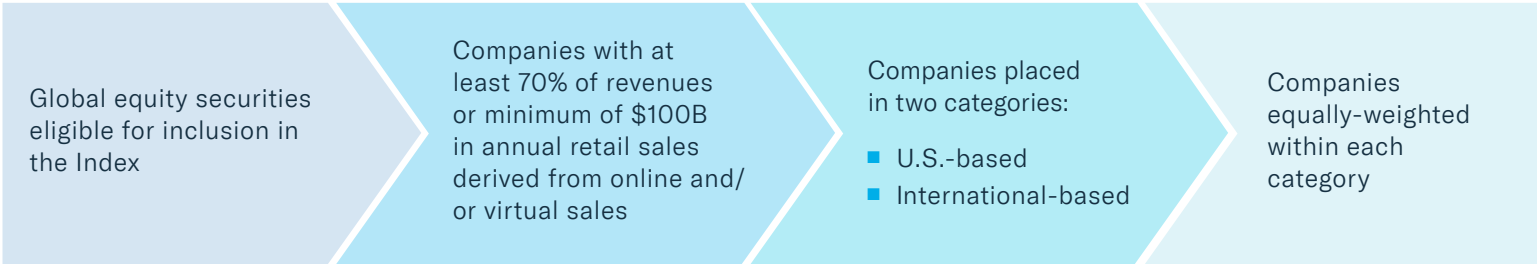 Global equity securities
eligible for inclusion in
the Index
Companies with at
least 70% of revenues
or minimum of $100B
in annual retail sales
derived from online and/
or virtual sales
Companies placed
in two categories:
U.S.-based
International-based
Companies
equally-weighted
within each
category